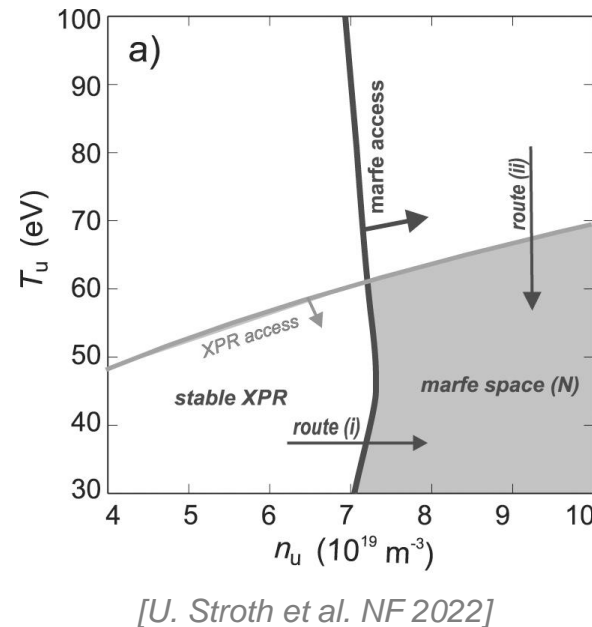 a)
100
90
80
70
60
50
40
30
T_u (eV)
marfe access
route (ii)
XPR access
stable XPR
marfe space (N)
route (i)
4 5 6 7 8 9 10
n_u (10^19 m^-3)
[U. Stroth et al. NF 2022]